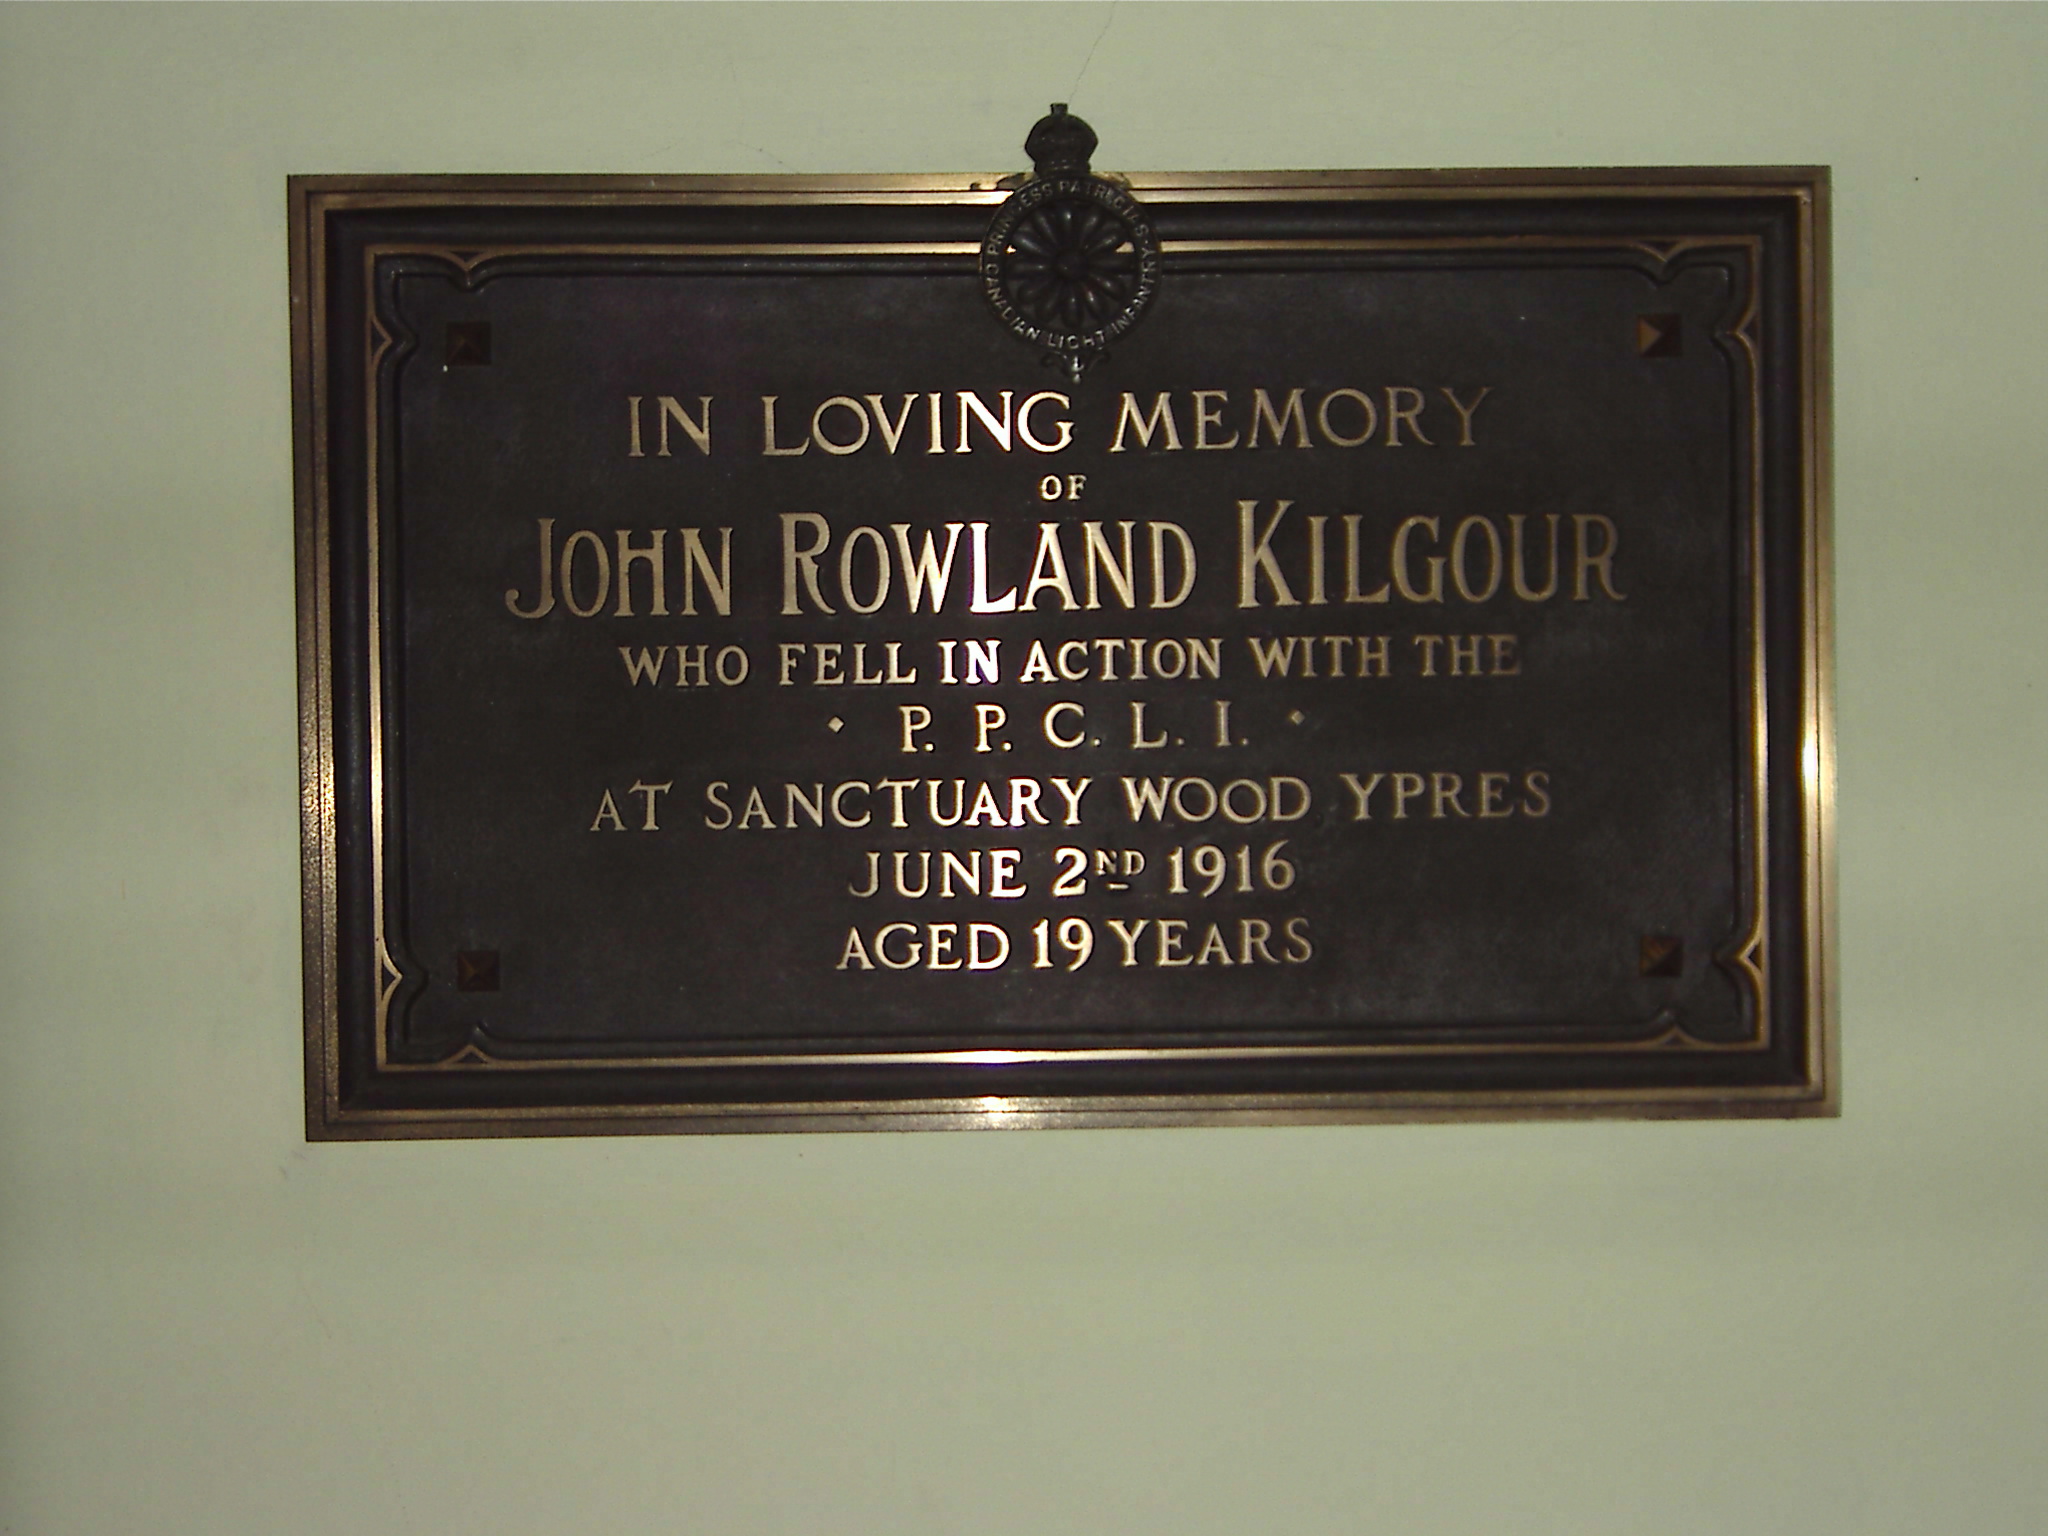 PRINCESS PATRICIA'S
CANADIAN LIGHT INFANTRY
IN LOVING MEMORY
OF
JOHN ROWLAND KILGOUR
WHO FELL IN ACTION WITH THE
· P. P. C. L. I. ·
AT SANCTUARY WOOD YPRES
JUNE 2ND 1916
AGED 19 YEARS